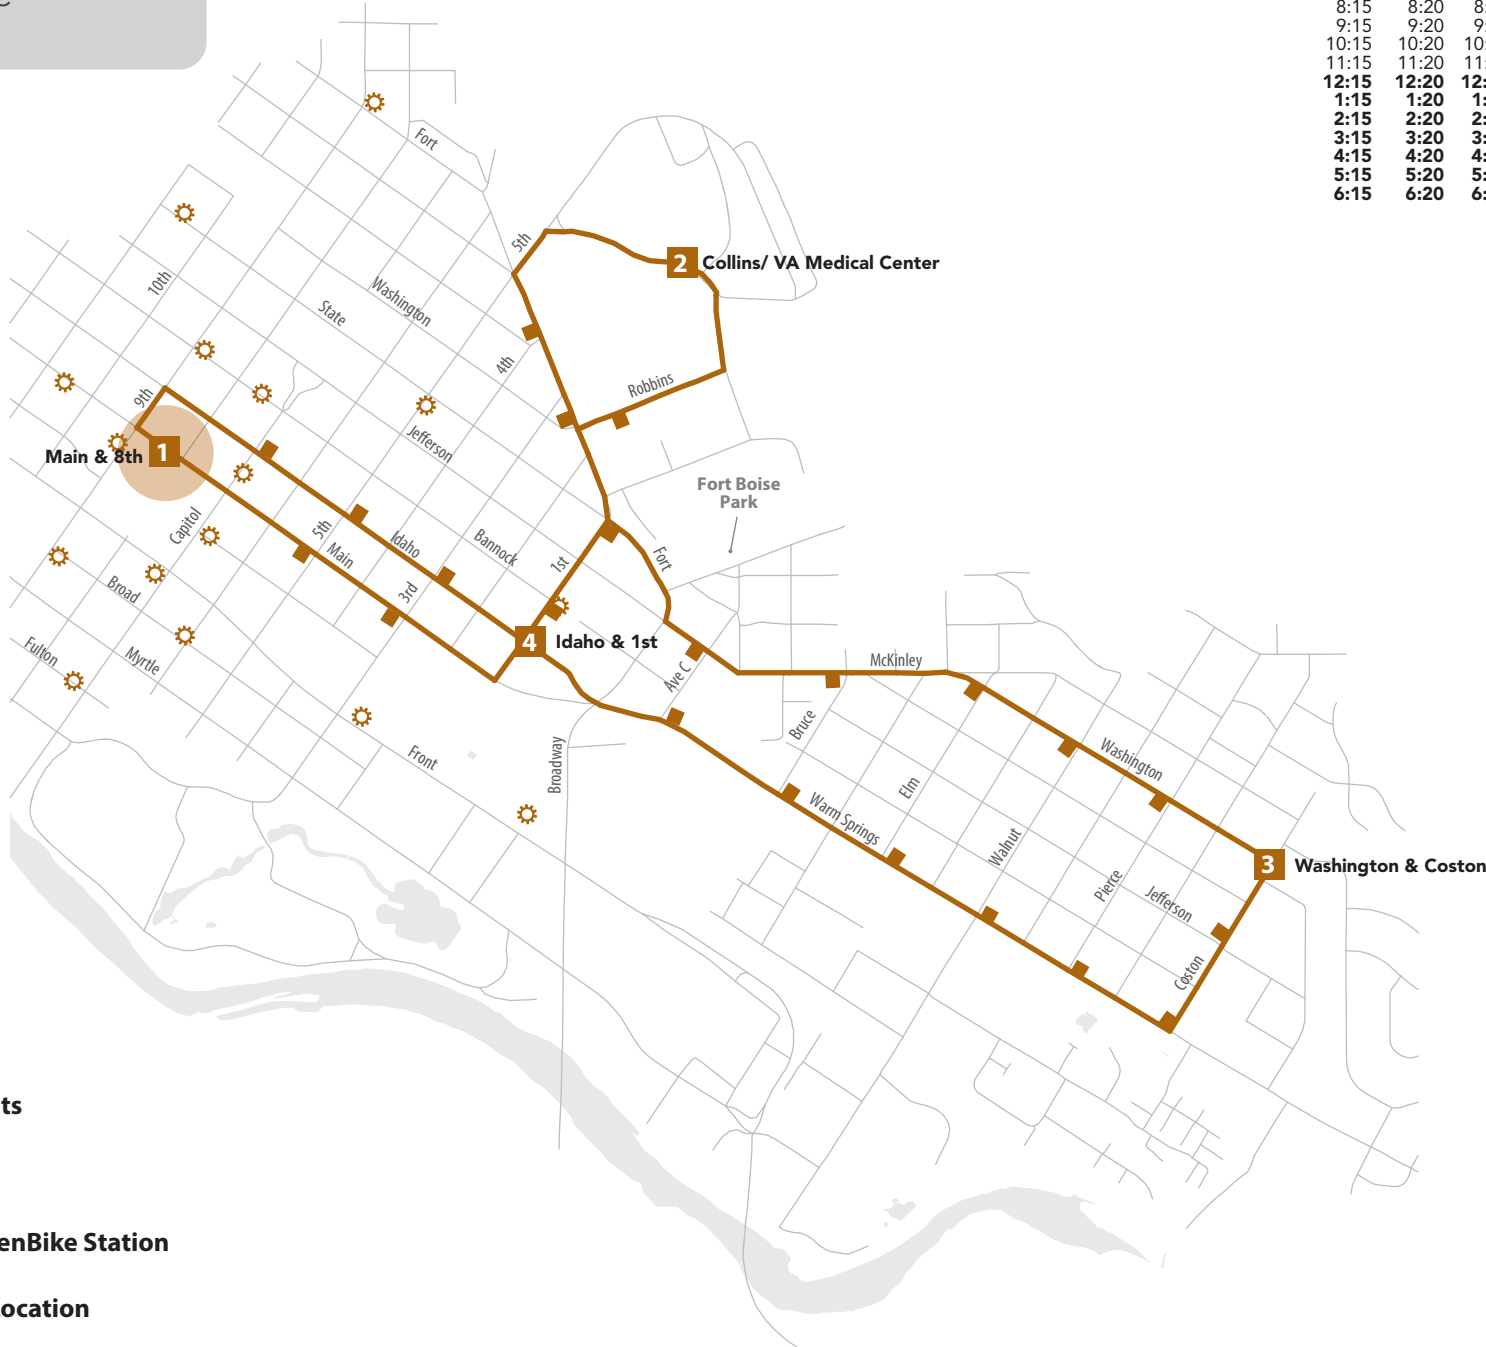 8:15 8:20
9:15 9:20
10:15 10:20
11:15 11:20
12:15 12:20
1:15 1:20
2:15 2:20
3:15 3:20
4:15 4:20
5:15 5:20
6:15 6:20
Fort
5th
2 Collins/ VA Medical Center
10th
Washington
State
4th
Robbins
9th
Jefferson
Main & 8th 1
Fort Boise
Park
Capitol
5th
Main
Idaho
Bannock
1st
Fort
3rd
Broad
4 Idaho & 1st
Fulton
Myrtle
Ave C
McKinley
Bruce
Washington
Front
Broadway
Elm
Warm Springs
Walnut
3 Washington & Coston
Pierce
Jefferson
Coston
ts
enBike Station
ocation